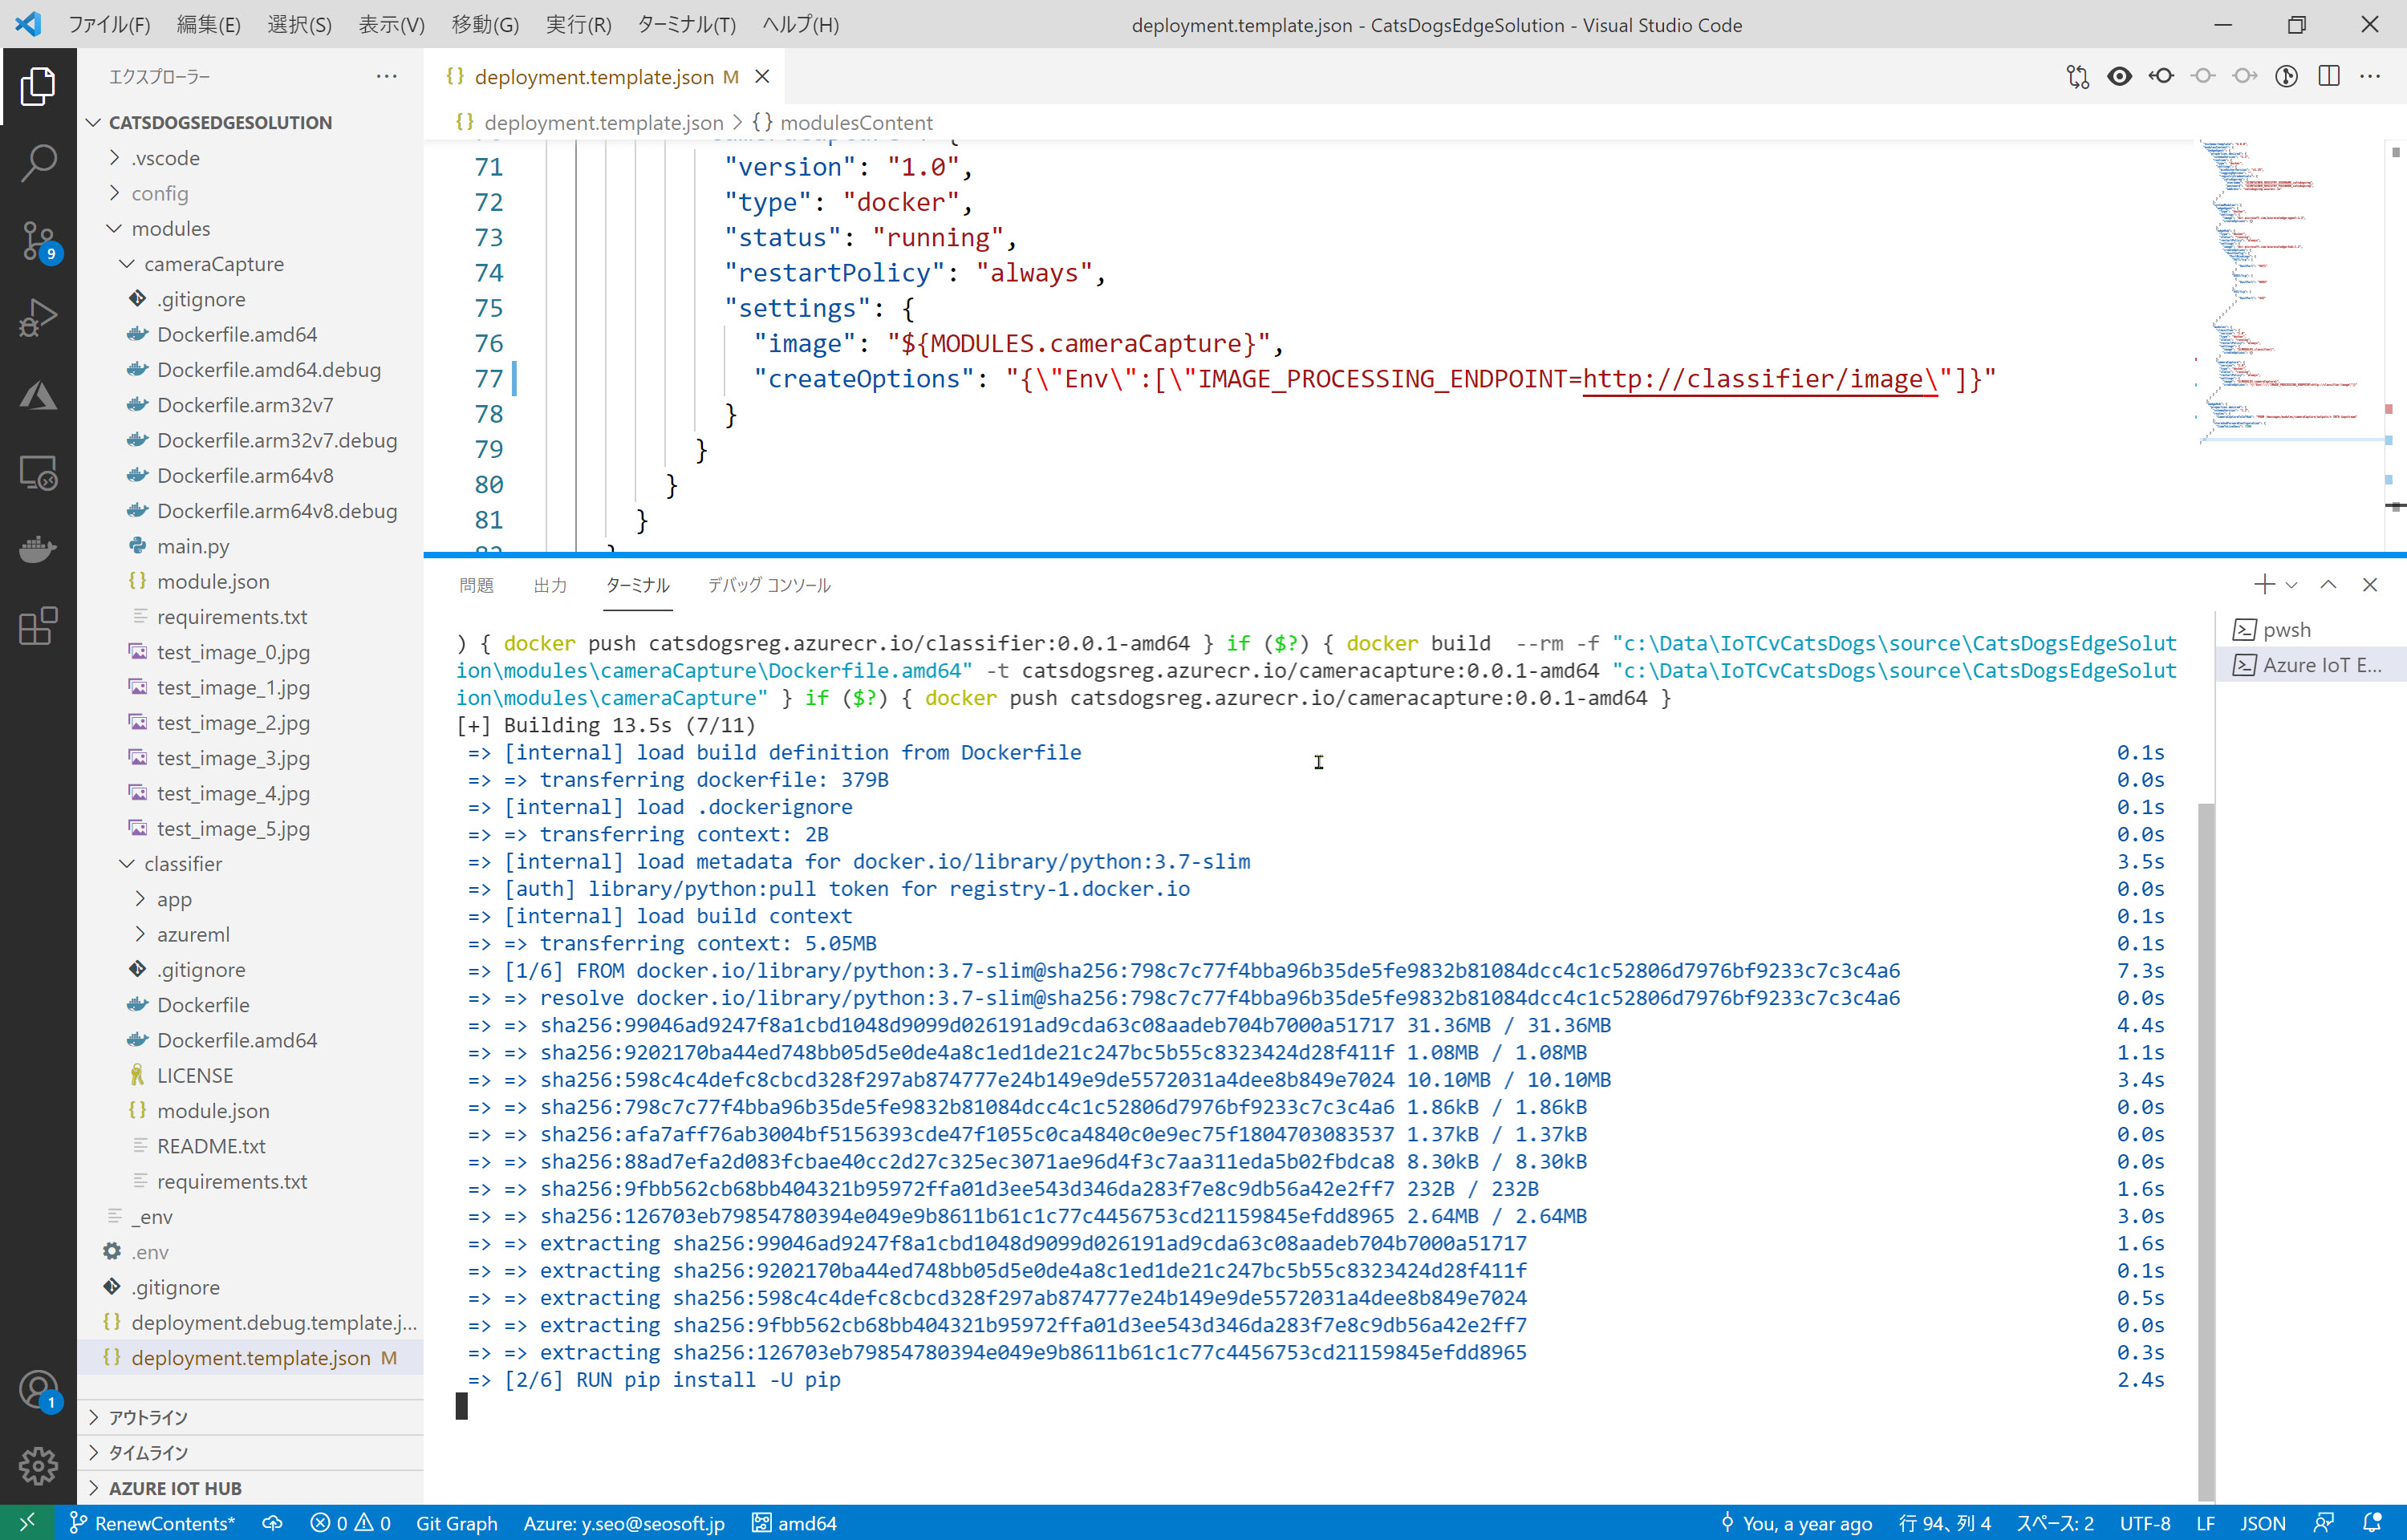 ファイル(F) 編集(E) 選択(S) 表示(V) 移動(G) 実行(R) ターミナル(T) ヘルプ(H) deployment.template.json - CatsDogsEdgeSolution - Visual Studio Code
エクスプローラー
CATSDOGSEDGESOLUTION
.vscode
config
modules
cameraCapture
.gitignore
Dockerfile.amd64
Dockerfile.amd64.debug
Dockerfile.arm32v7
Dockerfile.arm32v7.debug
Dockerfile.arm64v8
Dockerfile.arm64v8.debug
main.py
module.json
requirements.txt
test_image_0.jpg
test_image_1.jpg
test_image_2.jpg
test_image_3.jpg
test_image_4.jpg
test_image_5.jpg
classifier
app
azureml
.gitignore
Dockerfile
Dockerfile.amd64
LICENSE
module.json
README.txt
requirements.txt
_env
.env
.gitignore
deployment.debug.template.j...
deployment.template.json M
アウトライン
タイムライン
AZURE IOT HUB
9
1
{} deployment.template.json M
{} deployment.template.json > {} modulesContent
71 "version": "1.0",
72 "type": "docker",
73 "status": "running",
74 "restartPolicy": "always",
75 "settings": {
76 "image": "${MODULES.cameraCapture}",
77 "createOptions": "{\"Env\":[\"IMAGE_PROCESSING_ENDPOINT=http://classifier/image\"]}"
78 }
79 }
80 }
81 }
問題 出力 ターミナル デバッグ コンソール
pwsh
Azure IoT E...
) { docker push catsdogsreg.azurecr.io/classifier:0.0.1-amd64 } if ($?) { docker build  --rm -f "c:\Data\IoTCvCatsDogs\source\CatsDogsEdgeSolut
ion\modules\cameraCapture\Dockerfile.amd64" -t catsdogsreg.azurecr.io/cameracapture:0.0.1-amd64 "c:\Data\IoTCvCatsDogs\source\CatsDogsEdgeSolut
ion\modules\cameraCapture" } if ($?) { docker push catsdogsreg.azurecr.io/cameracapture:0.0.1-amd64 }
[+] Building 13.5s (7/11)
=> [internal] load build definition from Dockerfile 0.1s
=> => transferring dockerfile: 379B 0.0s
=> [internal] load .dockerignore 0.1s
=> => transferring context: 2B 0.0s
=> [internal] load metadata for docker.io/library/python:3.7-slim 3.5s
=> [auth] library/python:pull token for registry-1.docker.io 0.0s
=> [internal] load build context 0.1s
=> => transferring context: 5.05MB 0.1s
=> [1/6] FROM docker.io/library/python:3.7-slim@sha256:798c7c77f4bba96b35de5fe9832b81084dcc4c1c52806d7976bf9233c7c3c4a6 7.3s
=> => resolve docker.io/library/python:3.7-slim@sha256:798c7c77f4bba96b35de5fe9832b81084dcc4c1c52806d7976bf9233c7c3c4a6 0.0s
=> => sha256:99046ad9247f8a1cbd1048d9099d026191ad9cda63c08aadeb704b7000a51717 31.36MB / 31.36MB 4.4s
=> => sha256:9202170ba44ed748bb05d5e0de4a8c1ed1de21c247bc5b55c8323424d28f411f 1.08MB / 1.08MB 1.1s
=> => sha256:598c4c4defc8cbcd328f297ab874777e24b149e9de5572031a4dee8b849e7024 10.10MB / 10.10MB 3.4s
=> => sha256:798c7c77f4bba96b35de5fe9832b81084dcc4c1c52806d7976bf9233c7c3c4a6 1.86kB / 1.86kB 0.0s
=> => sha256:afa7aff76ab3004bf5156393cde47f1055c0ca4840c0e9ec75f1804703083537 1.37kB / 1.37kB 0.0s
=> => sha256:88ad7efa2d083fcbae40cc2d27c325ec3071ae96d4f3c7aa311eda5b02fbdca8 8.30kB / 8.30kB 0.0s
=> => sha256:9fbb562cb68bb404321b95972ffa01d3ee543d346da283f7e8c9db56a42e2ff7 232B / 232B 1.6s
=> => sha256:126703eb79854780394e049e9b8611b61c1c77c4456753cd21159845efdd8965 2.64MB / 2.64MB 3.0s
=> => extracting sha256:99046ad9247f8a1cbd1048d9099d026191ad9cda63c08aadeb704b7000a51717 1.6s
=> => extracting sha256:9202170ba44ed748bb05d5e0de4a8c1ed1de21c247bc5b55c8323424d28f411f 0.1s
=> => extracting sha256:598c4c4defc8cbcd328f297ab874777e24b149e9de5572031a4dee8b849e7024 0.5s
=> => extracting sha256:9fbb562cb68bb404321b95972ffa01d3ee543d346da283f7e8c9db56a42e2ff7 0.0s
=> => extracting sha256:126703eb79854780394e049e9b8611b61c1c77c4456753cd21159845efdd8965 0.3s
=> [2/6] RUN pip install -U pip 2.4s
RenewContents* 0 0 Git Graph Azure: y.seo@seosoft.jp amd64 You, a year ago 行 94、列 4 スペース: 2 UTF-8 LF JSON